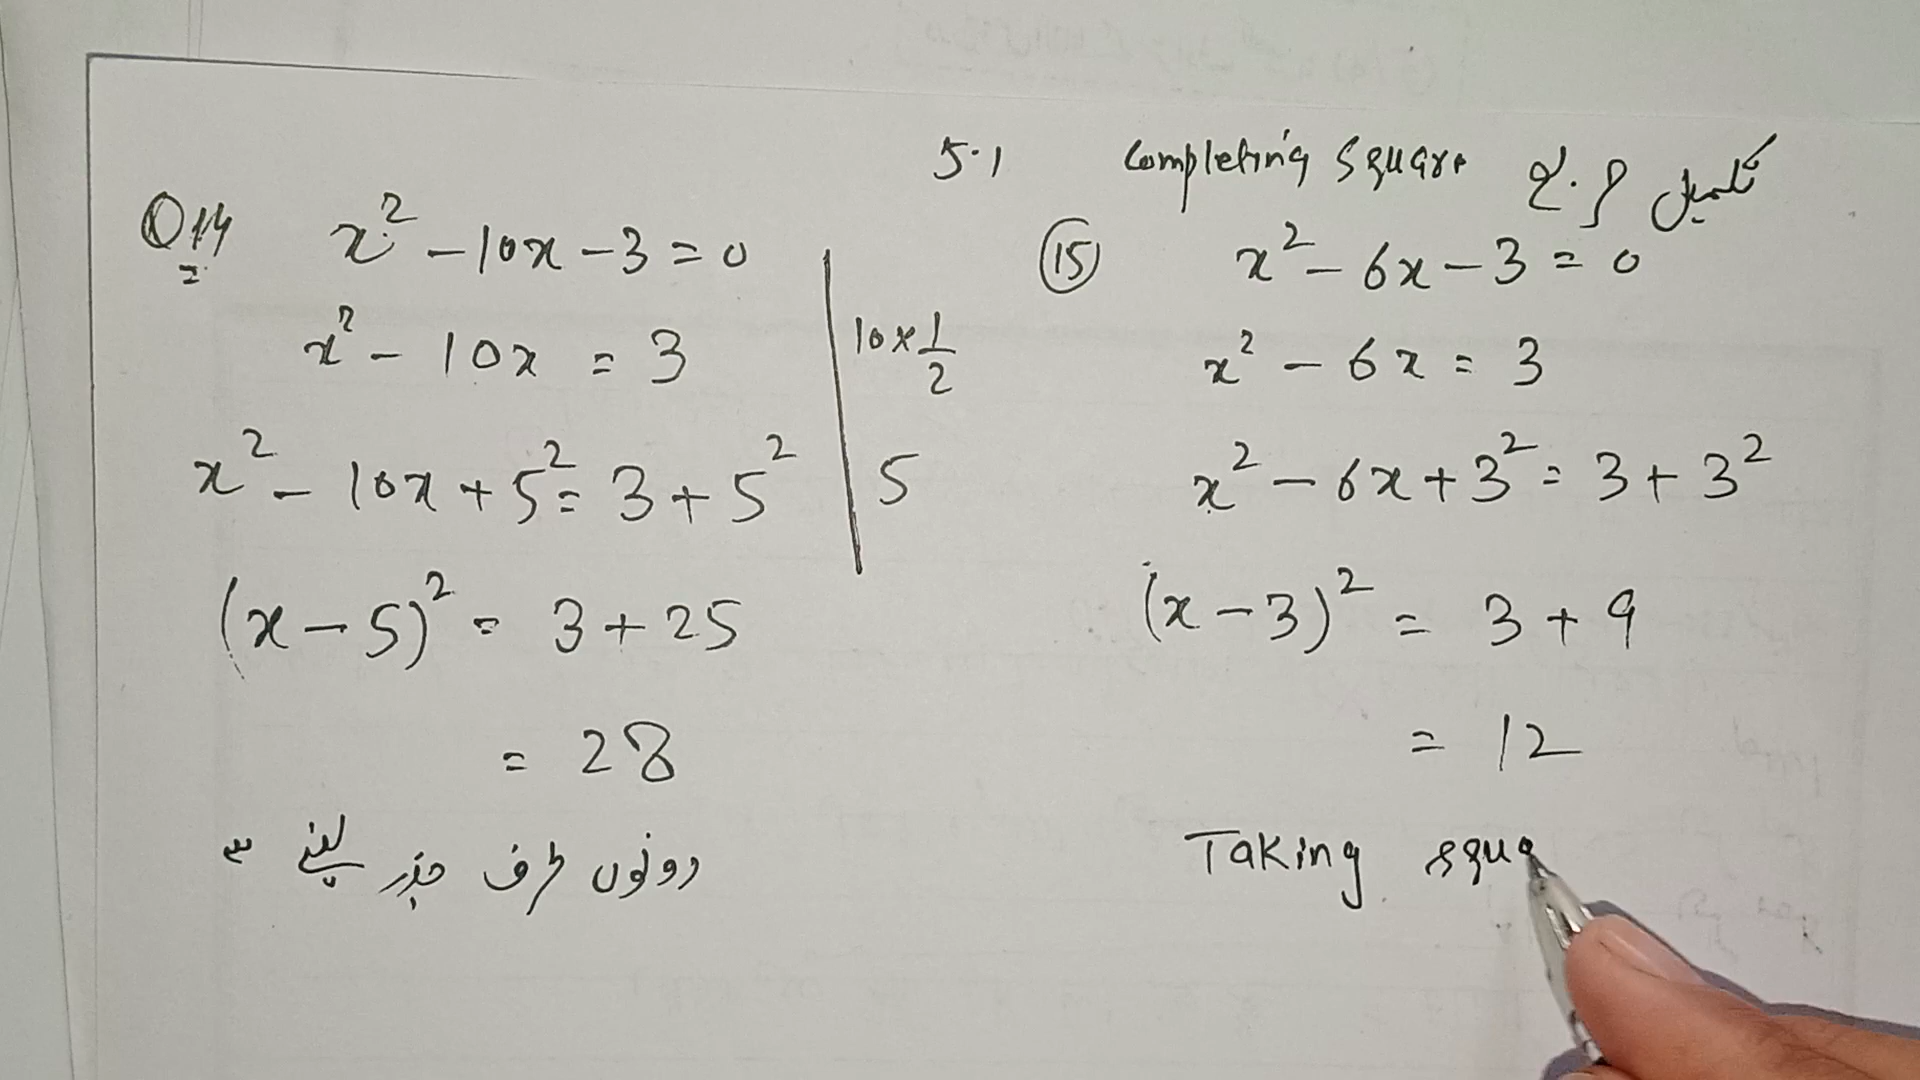 5.1 Completing square تکمیل مربع
Q14 x² - 10x - 3 = 0
x² - 10x = 3
x² - 10x + 5² = 3 + 5²
(x - 5)² = 3 + 25
= 28
دونوں طرف جذر لینے سے
10 × 1/2
5
(15) x² - 6x - 3 = 0
x² - 6x = 3
x² - 6x + 3² = 3 + 3²
(x - 3)² = 3 + 9
= 12
Taking squa